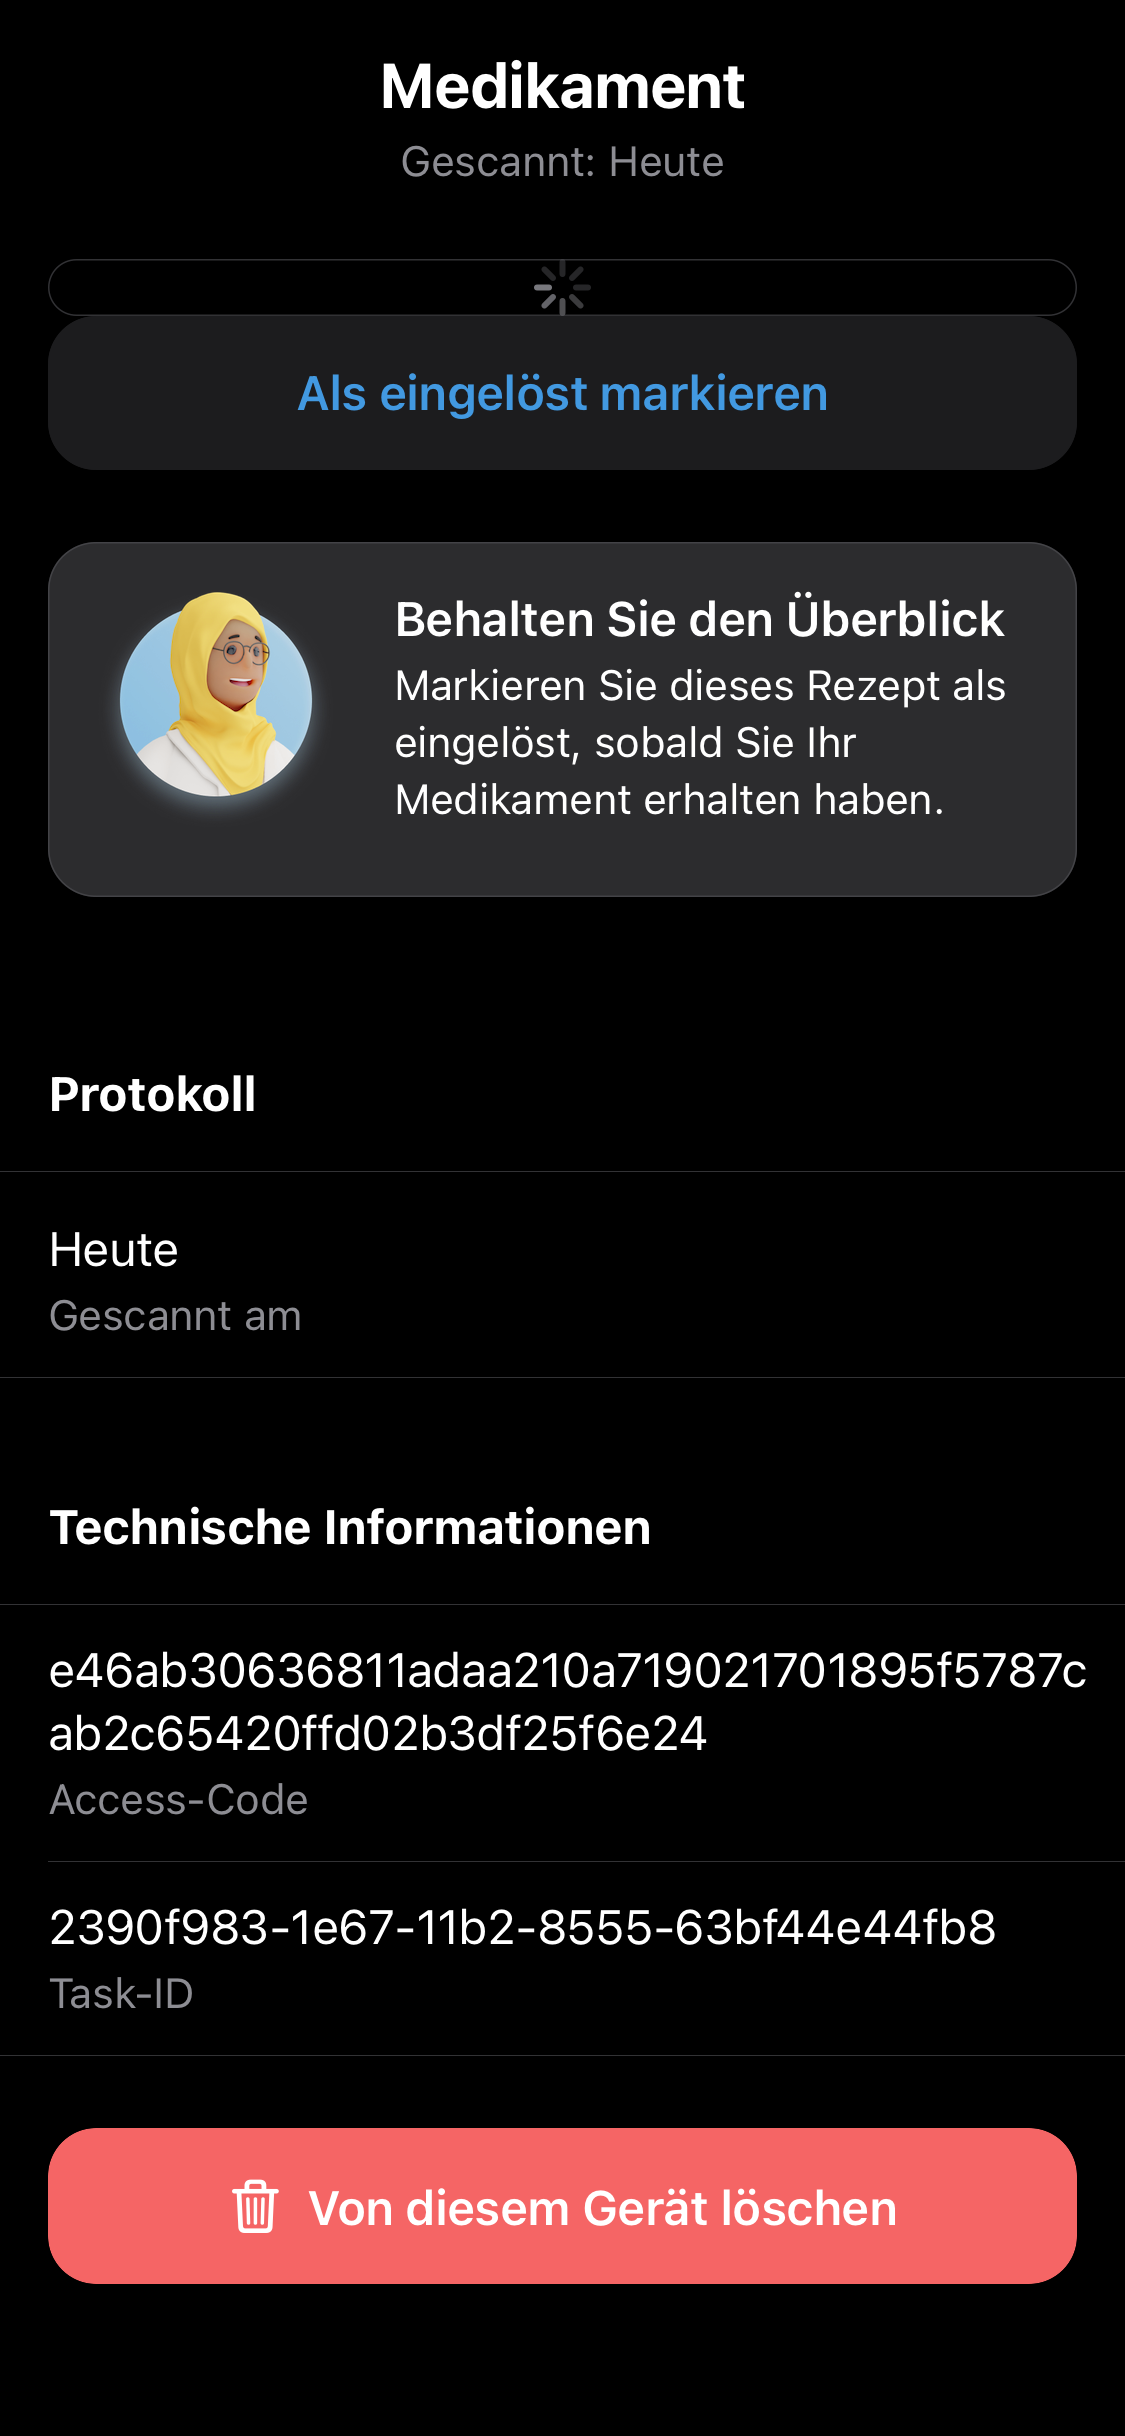 Medikament
Gescannt: Heute
Als eingelöst markieren
Behalten Sie den Überblick
Markieren Sie dieses Rezept als
eingelöst, sobald Sie Ihr
Medikament erhalten haben.
Protokoll
Heute
Gescannt am
Technische Informationen
e46ab30636811adaa210a719021701895f5787c
ab2c65420ffd02b3df25f6e24
Access-Code
2390f983-1e67-11b2-8555-63bf44e44fb8
Task-ID
Von diesem Gerät löschen